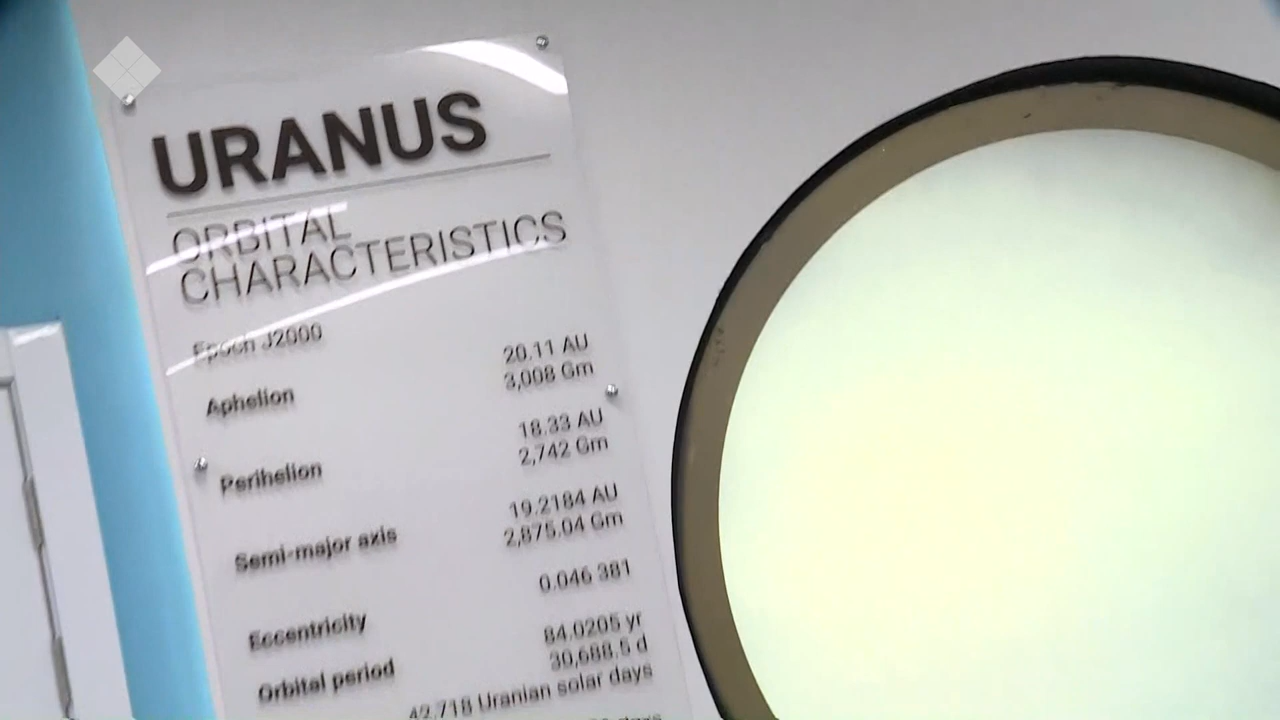 URANUS
ORBITAL
CHARACTERISTICS
Epoch J2000
20.11 AU
Aphelion 3,008 Gm
18.33 AU
Perihelion 2,742 Gm
19.2184 AU
Semi-major axis 2,875.04 Gm
Eccentricity 0.046 381
84.0205 yr
Orbital period 30,688.5 d
42,718 Uranian solar days